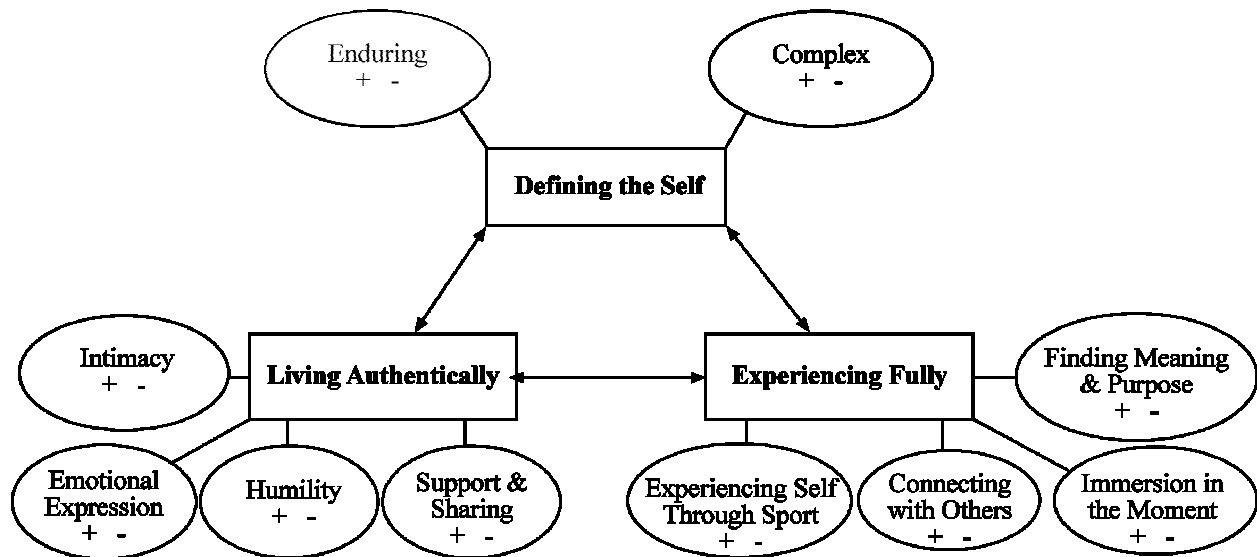 Enduring
+ -
Complex
+ -
Defining the Self
Intimacy
+ -
Living Authentically
Experiencing Fully
Finding Meaning
& Purpose
+ -
Emotional
Expression
+ -
Humility
+ -
Support &
Sharing
+ -
Experiencing Self
Through Sport
+ -
Connecting
with Others
+ -
Immersion in
the Moment
+ -